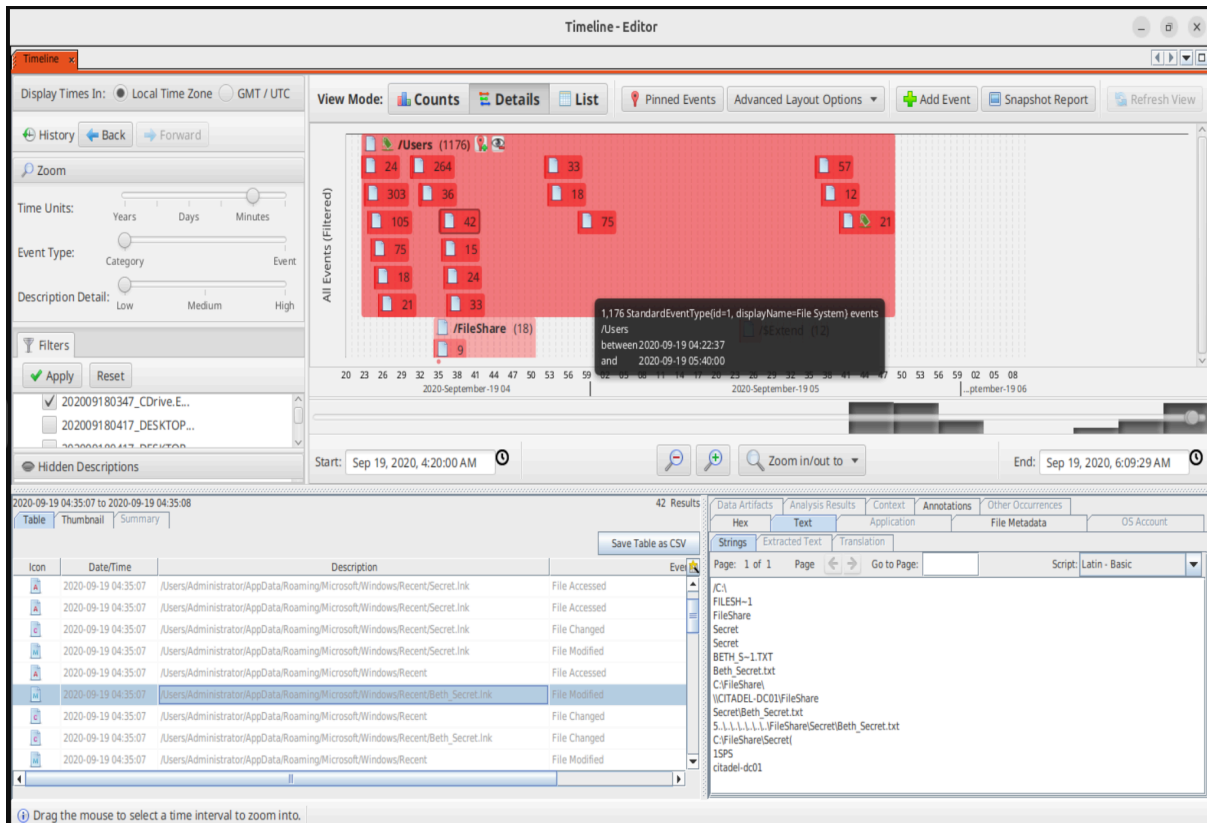 Timeline - Editor
Timeline x
Display Times In: Local Time Zone GMT / UTC
History Back Forward
Zoom
Time Units:
Years Days Minutes
Event Type:
Category Event
Description Detail:
Low Medium High
Filters
Apply Reset
202009180347_CDrive.E...
202009180417_DESKTOP...
202009180417_DESKTOP
Hidden Descriptions
View Mode: Counts Details List Pinned Events Advanced Layout Options Add Event Snapshot Report Refresh View
All Events (Filtered)
/Users (1176)
24 264 33 57
303 36 18 12
105 42 75 21
75 15
18 24
21 33
/FileShare (18) /$Extend (12)
9
1,176 StandardEventType{id=1, displayName=File System} events
/Users
between 2020-09-19 04:22:37
and 2020-09-19 05:40:00
20 23 26 29 32 35 38 41 44 47 50 53 56 59 02 05 08 11 14 17 20 23 26 29 32 35 38 41 44 47 50 53 56 59 02 05 08
2020-September-19 04 2020-September-19 05 ...ptember-19 06
Start: Sep 19, 2020, 4:20:00 AM Zoom in/out to End: Sep 19, 2020, 6:09:29 AM
2020-09-19 04:35:07 to 2020-09-19 04:35:08 42 Results
Table Thumbnail Summary
Save Table as CSV
Icon Date/Time Description Eve
A 2020-09-19 04:35:07 /Users/Administrator/AppData/Roaming/Microsoft/Windows/Recent/Secret.lnk File Accessed
A 2020-09-19 04:35:07 /Users/Administrator/AppData/Roaming/Microsoft/Windows/Recent/Secret.lnk File Accessed
C 2020-09-19 04:35:07 /Users/Administrator/AppData/Roaming/Microsoft/Windows/Recent/Secret.lnk File Changed
M 2020-09-19 04:35:07 /Users/Administrator/AppData/Roaming/Microsoft/Windows/Recent/Secret.lnk File Modified
A 2020-09-19 04:35:07 /Users/Administrator/AppData/Roaming/Microsoft/Windows/Recent File Accessed
M 2020-09-19 04:35:07 /Users/Administrator/AppData/Roaming/Microsoft/Windows/Recent/Beth_Secret.lnk File Modified
C 2020-09-19 04:35:07 /Users/Administrator/AppData/Roaming/Microsoft/Windows/Recent File Changed
C 2020-09-19 04:35:07 /Users/Administrator/AppData/Roaming/Microsoft/Windows/Recent/Beth_Secret.lnk File Changed
M 2020-09-19 04:35:07 /Users/Administrator/AppData/Roaming/Microsoft/Windows/Recent File Modified
Data Artifacts Analysis Results Context Annotations Other Occurrences
Hex Text Application File Metadata OS Account
Strings Extracted Text Translation
Page: 1 of 1 Page Go to Page: Script: Latin - Basic
/C:\
FILESH~1
FileShare
Secret
Secret
BETH_S~1.TXT
Beth_Secret.txt
C:\FileShare\
\\CITADEL-DC01\FileShare
Secret\Beth_Secret.txt
5..\..\..\..\..\..\FileShare\Secret\Beth_Secret.txt
C:\FileShare\Secret(
1SPS
citadel-dc01
Drag the mouse to select a time interval to zoom into.